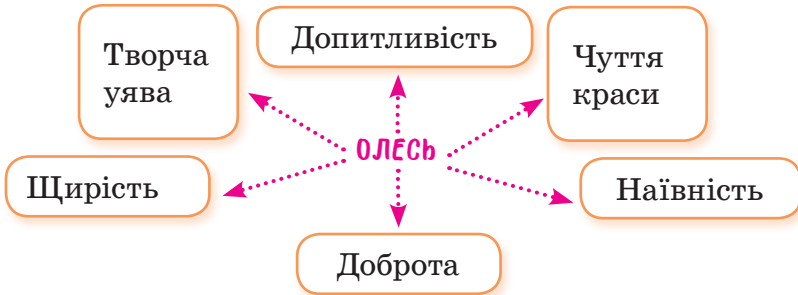 Творча
уява
Допитливість
Чуття
краси
ОЛЕСЬ
Щирість
Наївність
Доброта